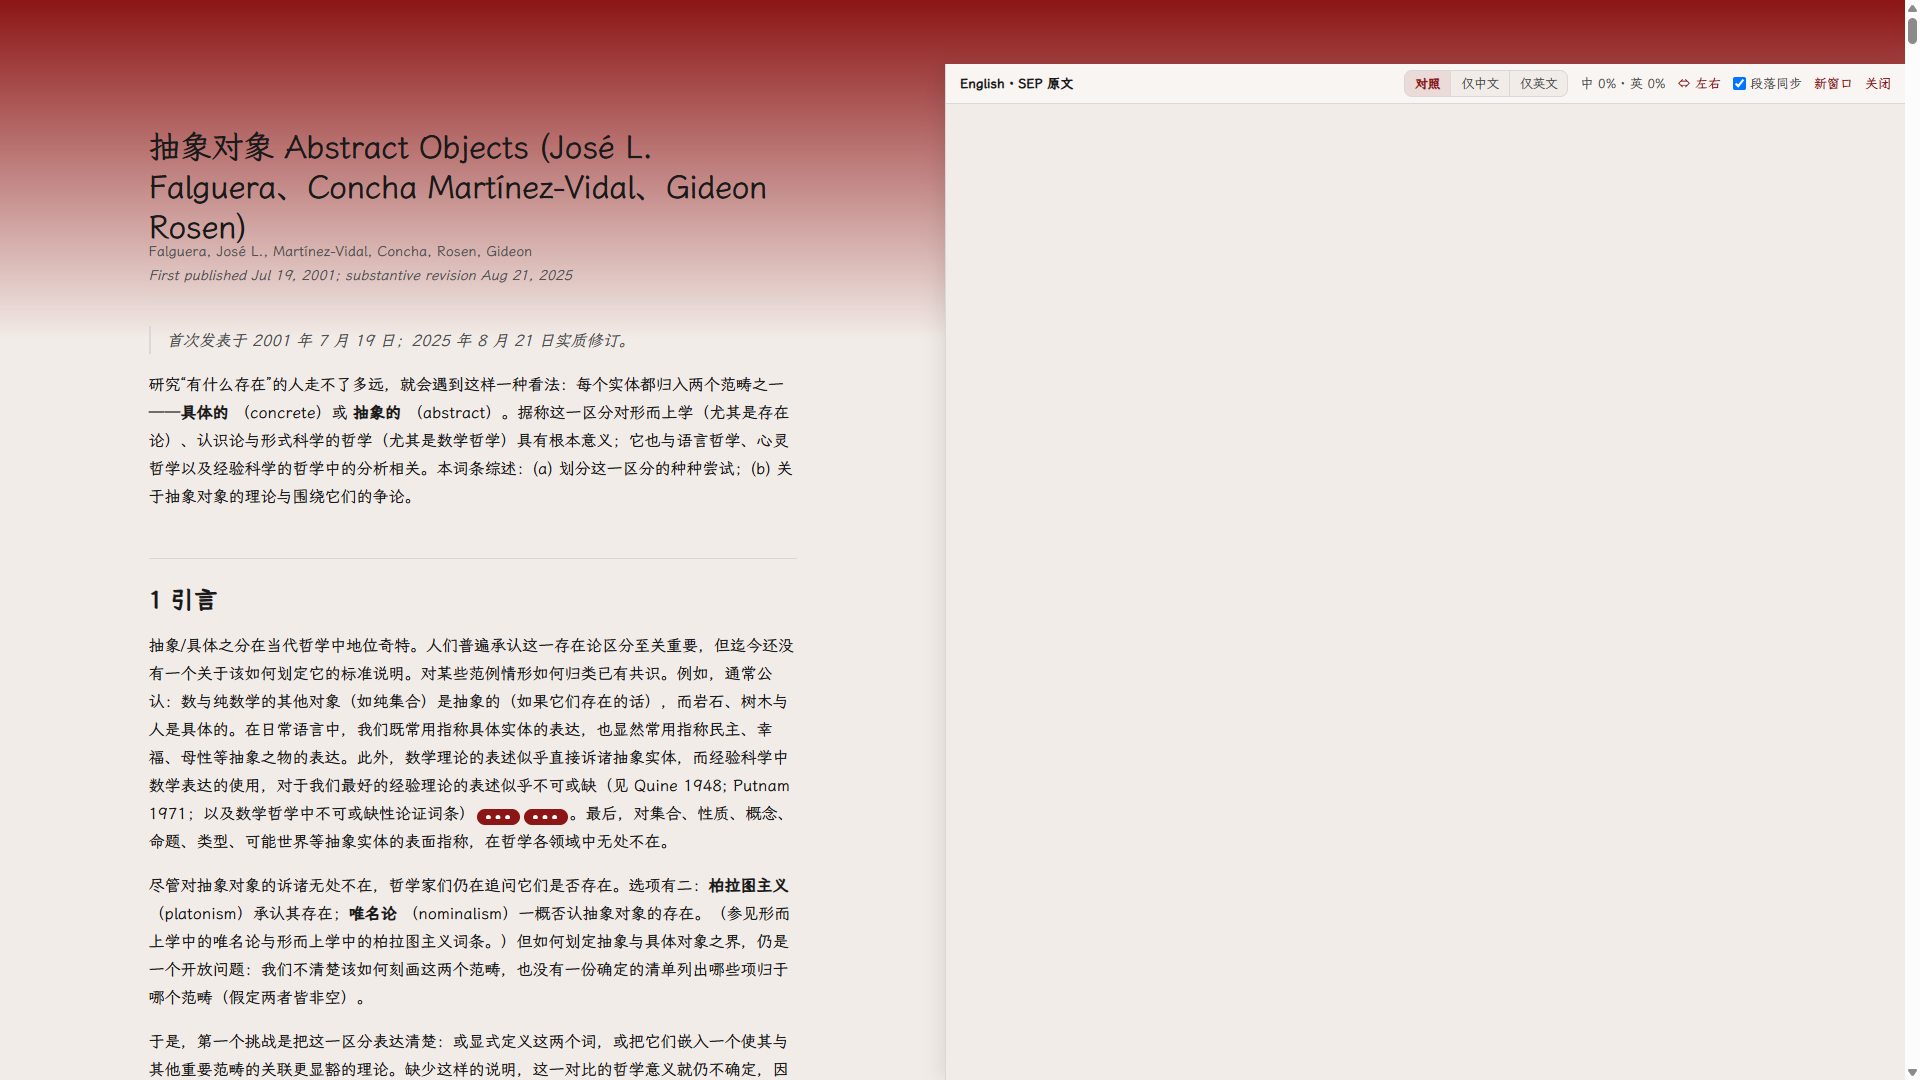 抽象对象 Abstract Objects (José L.
Falguera、Concha Martínez-Vidal、Gideon
Rosen)
Falguera, José L., Martínez-Vidal, Concha, Rosen, Gideon
First published Jul 19, 2001; substantive revision Aug 21, 2025
首次发表于 2001 年 7 月 19 日；2025 年 8 月 21 日实质修订。
研究“有什么存在”的人走不了多远，就会遇到这样一种看法：每个实体都归入两个范畴之一
——具体的 （concrete）或 抽象的 （abstract）。据称这一区分对形而上学（尤其是存在
论）、认识论与形式科学的哲学（尤其是数学哲学）具有根本意义；它也与语言哲学、心灵
哲学以及经验科学的哲学中的分析相关。本词条综述：(a) 划分这一区分的种种尝试；(b) 关
于抽象对象的理论与围绕它们的争论。
1 引言
抽象/具体之分在当代哲学中地位奇特。人们普遍承认这一存在论区分至关重要，但迄今还没
有一个关于该如何划定它的标准说明。对某些范例情形如何归类已有共识。例如，通常公
认：数与纯数学的其他对象（如纯集合）是抽象的（如果它们存在的话），而岩石、树木与
人是具体的。在日常语言中，我们既常用指称具体实体的表达，也显然常用指称民主、幸
福、母性等抽象之物的表达。此外，数学理论的表述似乎直接诉诸抽象实体，而经验科学中
数学表达的使用，对于我们最好的经验理论的表述似乎不可或缺（见 Quine 1948; Putnam
1971；以及数学哲学中不可或缺性论证词条）。最后，对集合、性质、概念、
命题、类型、可能世界等抽象实体的表面指称，在哲学各领域中无处不在。
尽管对抽象对象的诉诸无处不在，哲学家们仍在追问它们是否存在。选项有二：柏拉图主义
（platonism）承认其存在；唯名论 （nominalism）一概否认抽象对象的存在。（参见形而
上学中的唯名论与形而上学中的柏拉图主义词条。）但如何划定抽象与具体对象之界，仍是
一个开放问题：我们不清楚该如何刻画这两个范畴，也没有一份确定的清单列出哪些项归于
哪个范畴（假定两者皆非空）。
于是，第一个挑战是把这一区分表达清楚：或显式定义这两个词，或把它们嵌入一个使其与
其他重要范畴的关联更显豁的理论。缺少这样的说明，这一对比的哲学意义就仍不确定，因
English · SEP 原文
对照 仅中文 仅英文 中 0% · 英 0% ⇔ 左右 段落同步 新窗口 关闭